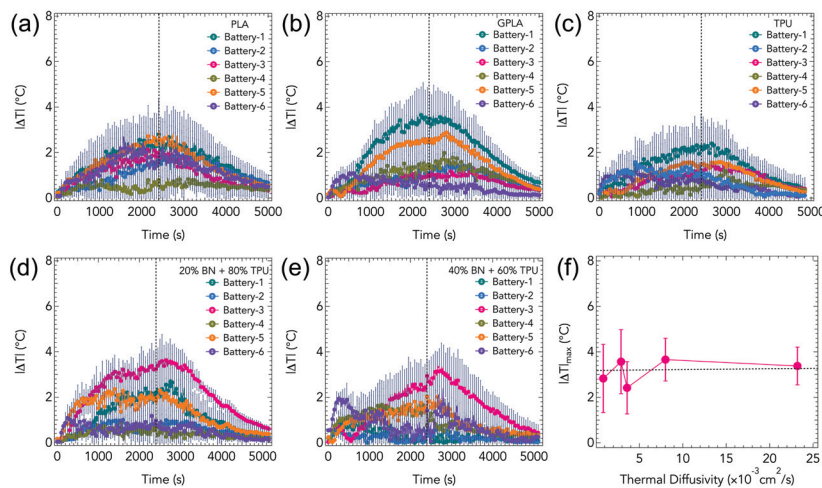 (a)
PLA
Battery-1
Battery-2
Battery-3
Battery-4
Battery-5
Battery-6
8
6
4
2
0
|ΔT| (°C)
0 1000 2000 3000 4000 5000
Time (s)
(b)
GPLA
Battery-1
Battery-2
Battery-3
Battery-4
Battery-5
Battery-6
8
6
4
2
0
|ΔT| (°C)
0 1000 2000 3000 4000 5000
Time (s)
(c)
TPU
Battery-1
Battery-2
Battery-3
Battery-4
Battery-5
Battery-6
8
6
4
2
0
|ΔT| (°C)
0 1000 2000 3000 4000 5000
Time (s)
(d)
20% BN + 80% TPU
Battery-1
Battery-2
Battery-3
Battery-4
Battery-5
Battery-6
8
6
4
2
0
|ΔT| (°C)
0 1000 2000 3000 4000 5000
Time (s)
(e)
40% BN + 60% TPU
Battery-1
Battery-2
Battery-3
Battery-4
Battery-5
Battery-6
8
6
4
2
0
|ΔT| (°C)
0 1000 2000 3000 4000 5000
Time (s)
(f)
8
6
4
2
0
|ΔT|max (°C)
5 10 15 20 25
Thermal Diffusivity (×10⁻³ cm²/s)